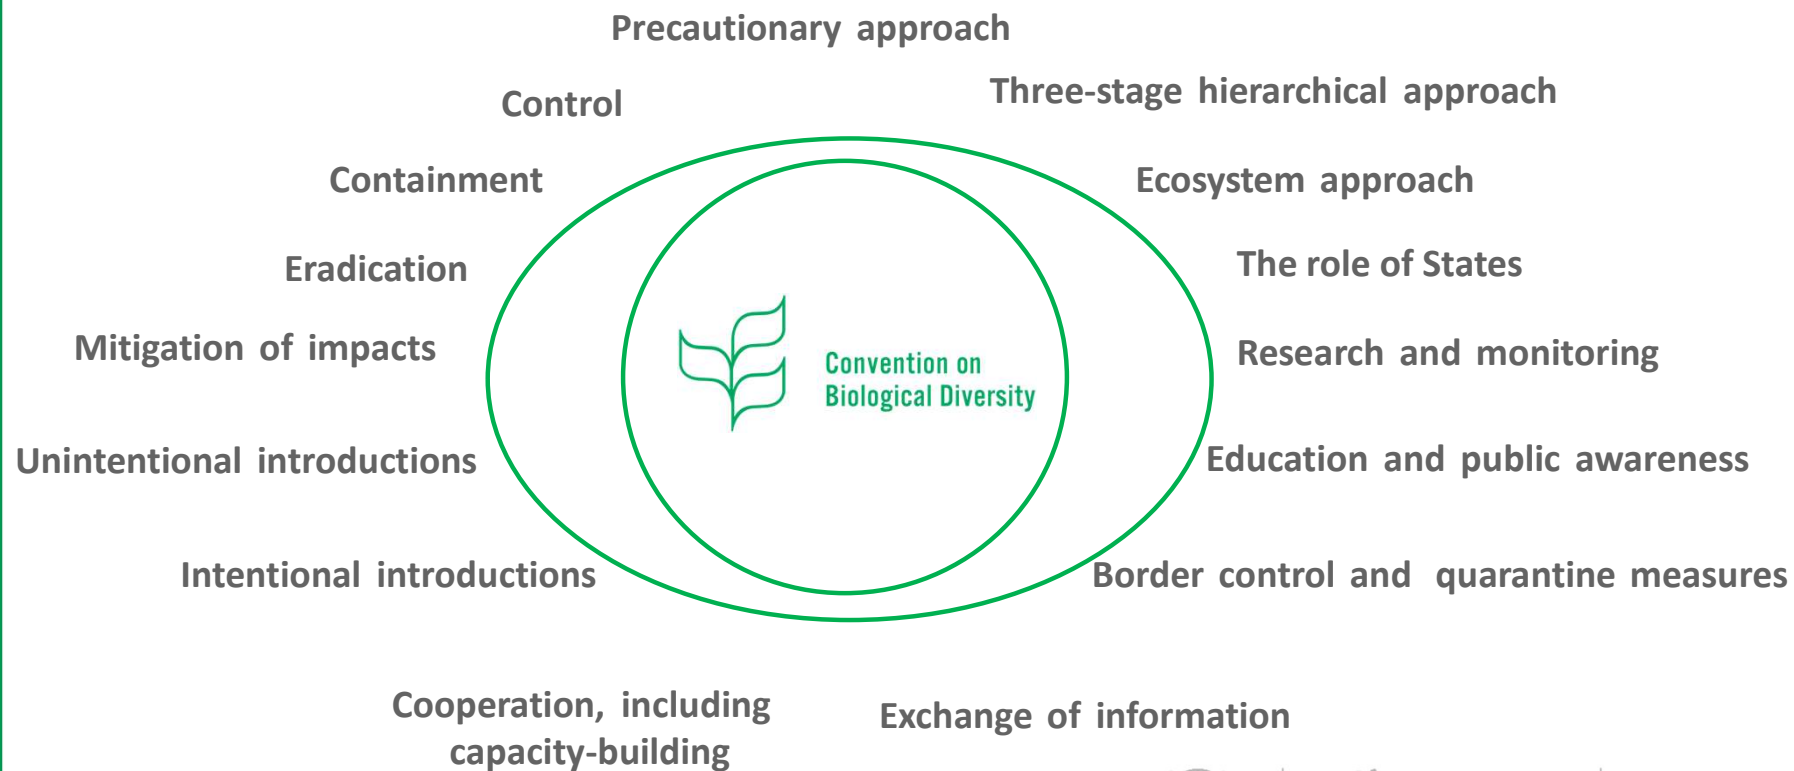 Precautionary approach
Three-stage hierarchical approach
Control
Containment
Ecosystem approach
Eradication
The role of States
Mitigation of impacts
Research and monitoring
Convention on
Biological Diversity
Unintentional introductions
Education and public awareness
Intentional introductions
Border control and quarantine measures
Cooperation, including
capacity-building
Exchange of information